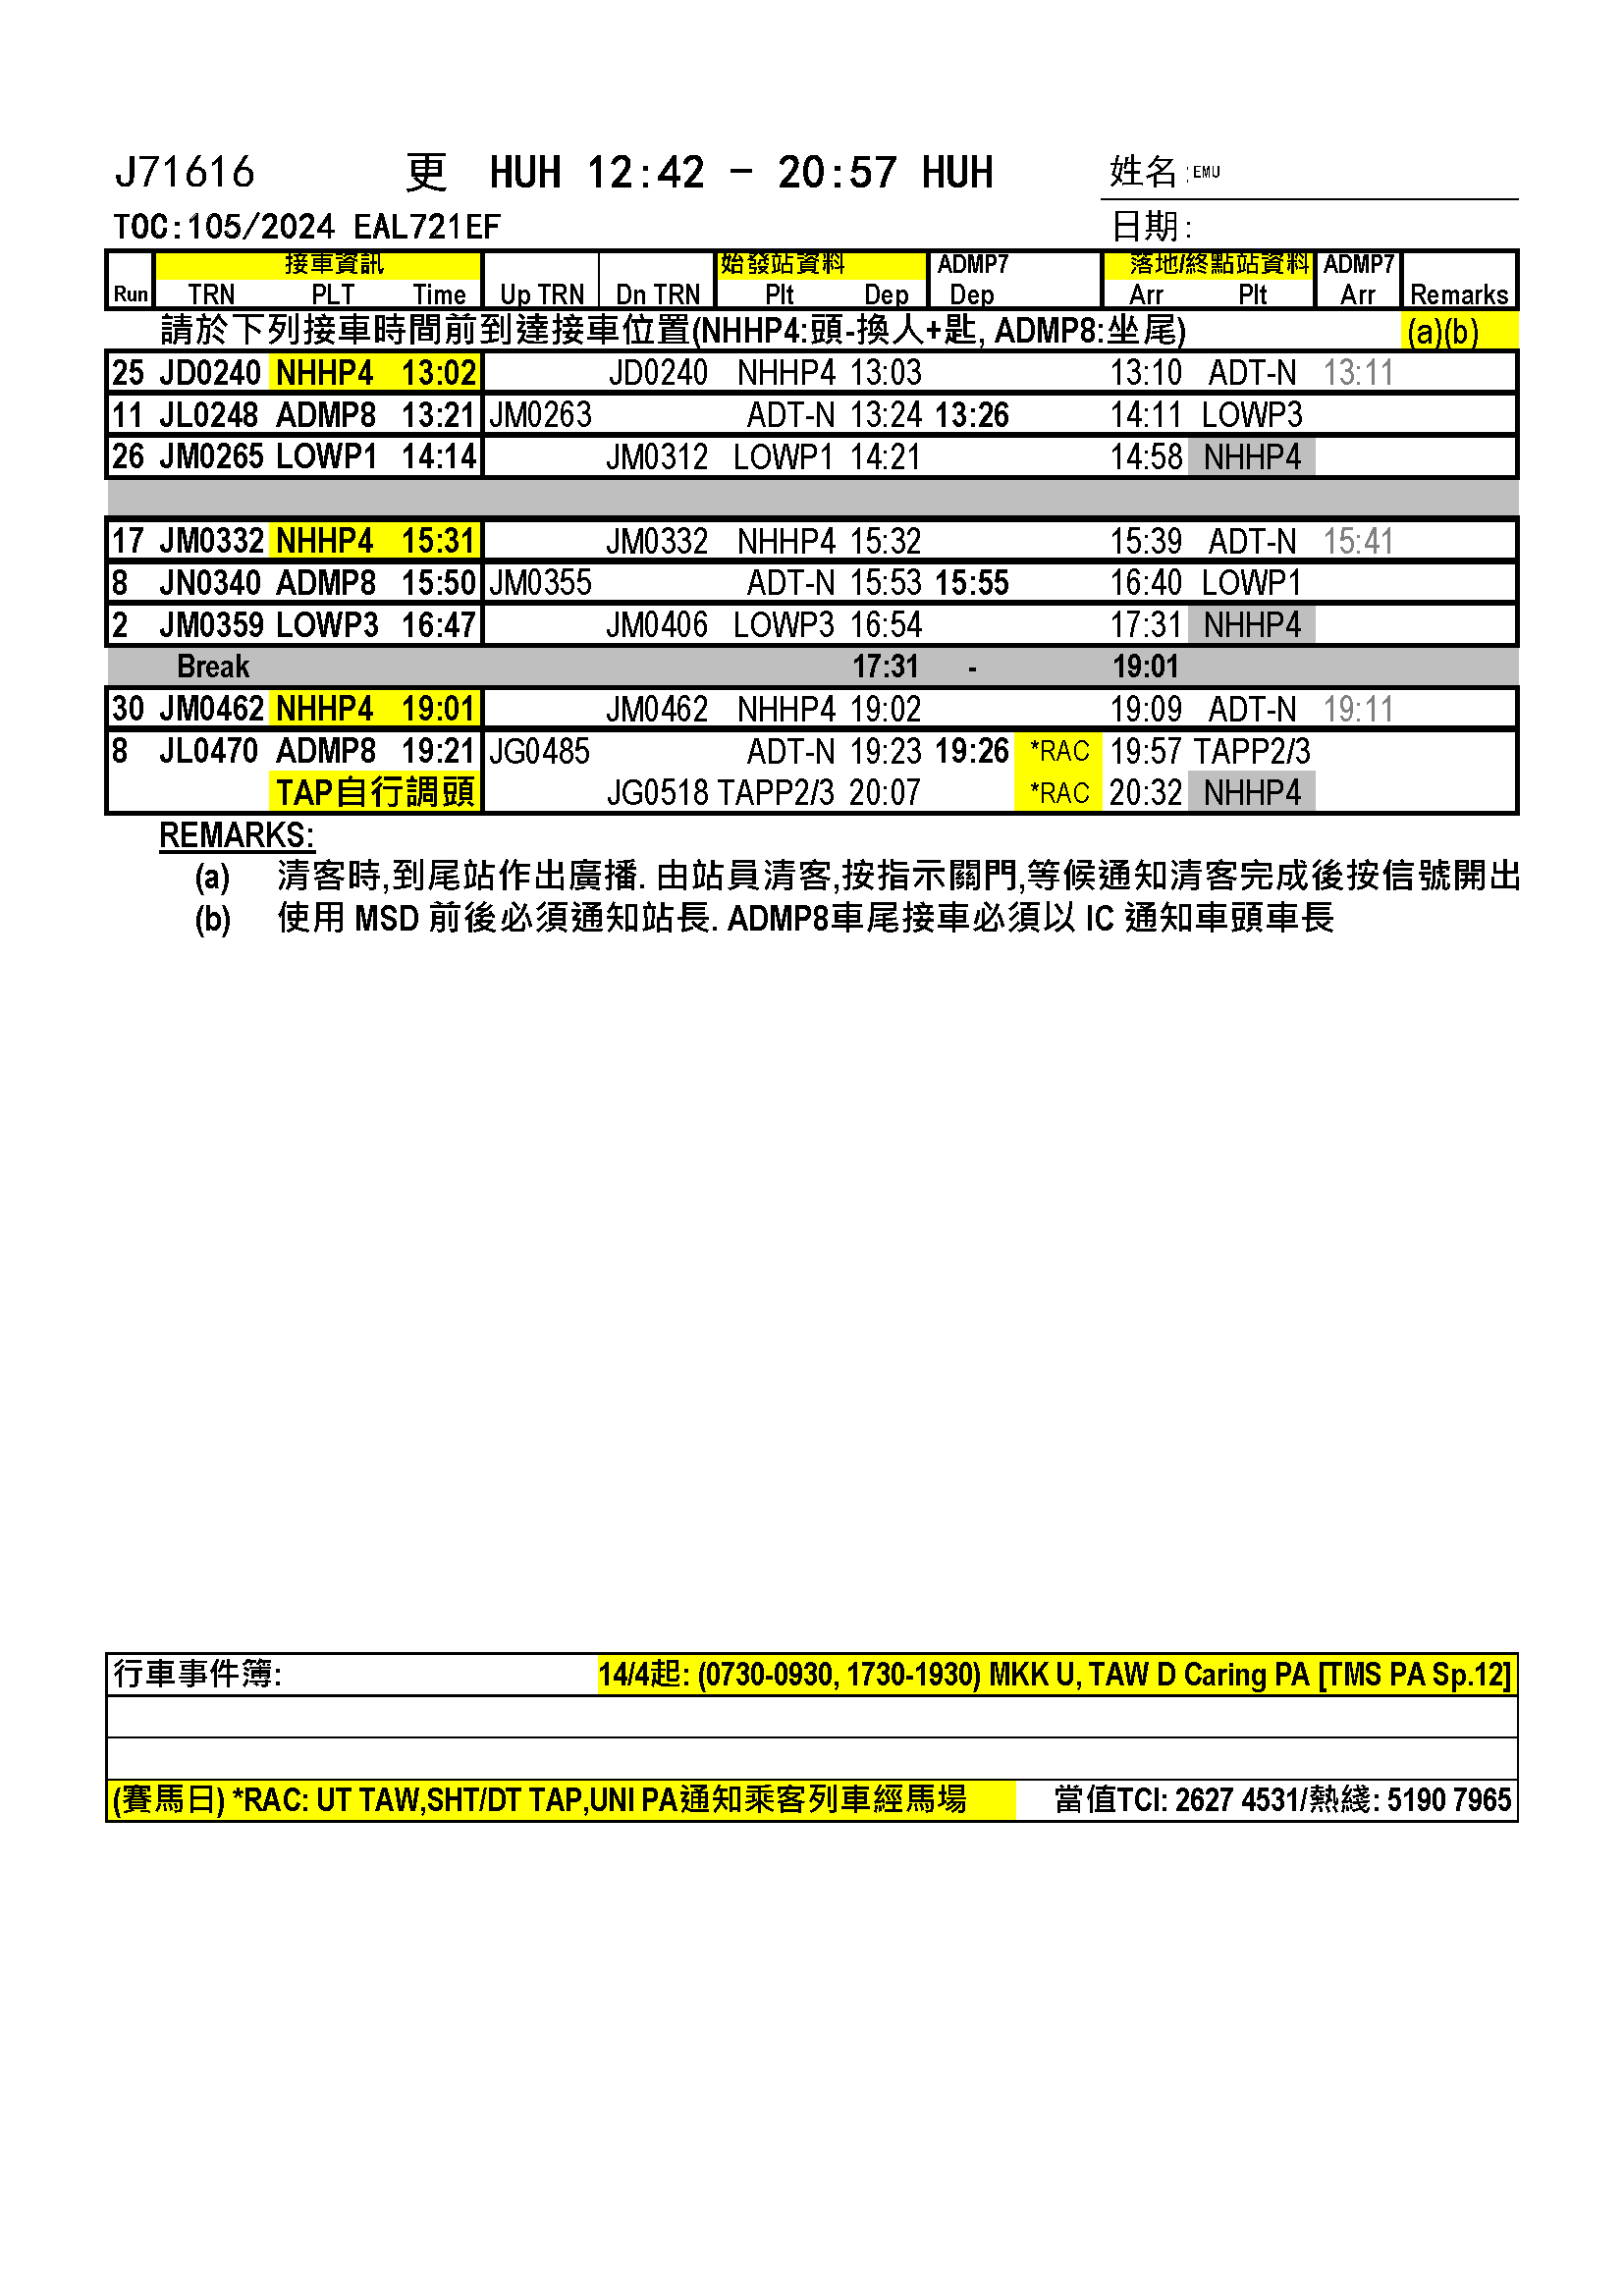 J71616 更 HUH 12:42 - 20:57 HUH 姓名:EMU
TOC:105/2024 EAL721EF 日期:
接車資訊 始發站資料 ADMP7 落地/終點站資料 ADMP7
Run TRN PLT Time Up TRN Dn TRN Plt Dep Dep Arr Plt Arr Remarks
請於下列接車時間前到達接車位置(NHHP4:頭-換人+匙, ADMP8:坐尾) (a)(b)
25 JD0240 NHHP4 13:02 JD0240 NHHP4 13:03 13:10 ADT-N 13:11
11 JL0248 ADMP8 13:21 JM0263 ADT-N 13:24 13:26 14:11 LOWP3
26 JM0265 LOWP1 14:14 JM0312 LOWP1 14:21 14:58 NHHP4
17 JM0332 NHHP4 15:31 JM0332 NHHP4 15:32 15:39 ADT-N 15:41
8 JN0340 ADMP8 15:50 JM0355 ADT-N 15:53 15:55 16:40 LOWP1
2 JM0359 LOWP3 16:47 JM0406 LOWP3 16:54 17:31 NHHP4
Break 17:31 - 19:01
30 JM0462 NHHP4 19:01 JM0462 NHHP4 19:02 19:09 ADT-N 19:11
8 JL0470 ADMP8 19:21 JG0485 ADT-N 19:23 19:26 *RAC 19:57 TAPP2/3
TAP自行調頭 JG0518 TAPP2/3 20:07 *RAC 20:32 NHHP4
REMARKS:
(a) 清客時,到尾站作出廣播. 由站員清客,按指示關門,等候通知清客完成後按信號開出
(b) 使用 MSD 前後必須通知站長. ADMP8車尾接車必須以 IC 通知車頭車長
行車事件簿: 14/4起: (0730-0930, 1730-1930) MKK U, TAW D Caring PA [TMS PA Sp.12]
(賽馬日) *RAC: UT TAW,SHT/DT TAP,UNI PA通知乘客列車經馬場 當值TCI: 2627 4531/熱綫: 5190 7965